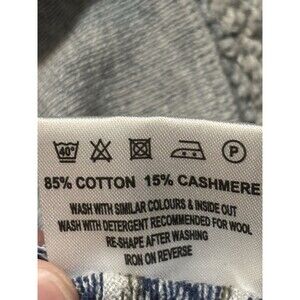 40° P
85% COTTON 15% CASHMERE
WASH WITH SIMILAR COLOURS & INSIDE OUT
WASH WITH DETERGENT RECOMMENDED FOR WOOL
RE-SHAPE AFTER WASHING
IRON ON REVERSE